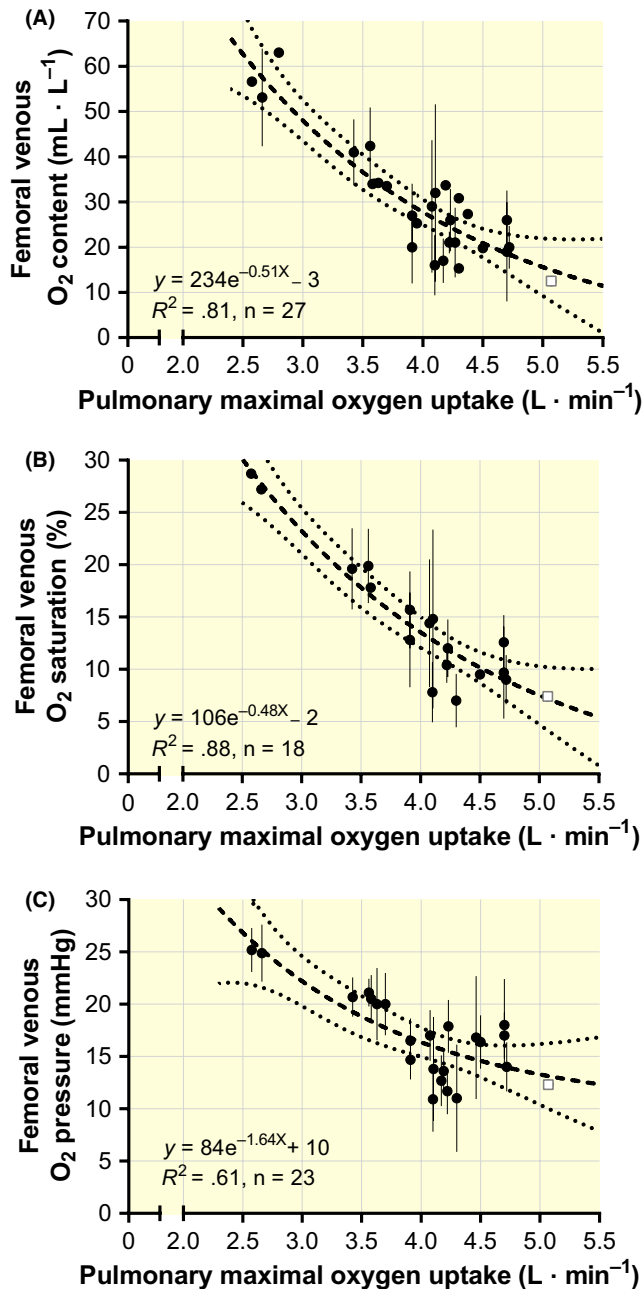 (A)
Femoral venous
O₂ content (mL · L⁻¹)
70
60
50
40
30
20
10
0
y = 234e⁻⁰·⁵¹ˣ – 3
R² = .81, n = 27
0 2.0 2.5 3.0 3.5 4.0 4.5 5.0 5.5
Pulmonary maximal oxygen uptake (L · min⁻¹)
(B)
Femoral venous
O₂ saturation (%)
30
25
20
15
10
5
0
y = 106e⁻⁰·⁴⁸ˣ – 2
R² = .88, n = 18
0 2.0 2.5 3.0 3.5 4.0 4.5 5.0 5.5
Pulmonary maximal oxygen uptake (L · min⁻¹)
(C)
Femoral venous
O₂ pressure (mmHg)
30
25
20
15
10
5
0
y = 84e⁻¹·⁶⁴ˣ + 10
R² = .61, n = 23
0 2.0 2.5 3.0 3.5 4.0 4.5 5.0 5.5
Pulmonary maximal oxygen uptake (L · min⁻¹)